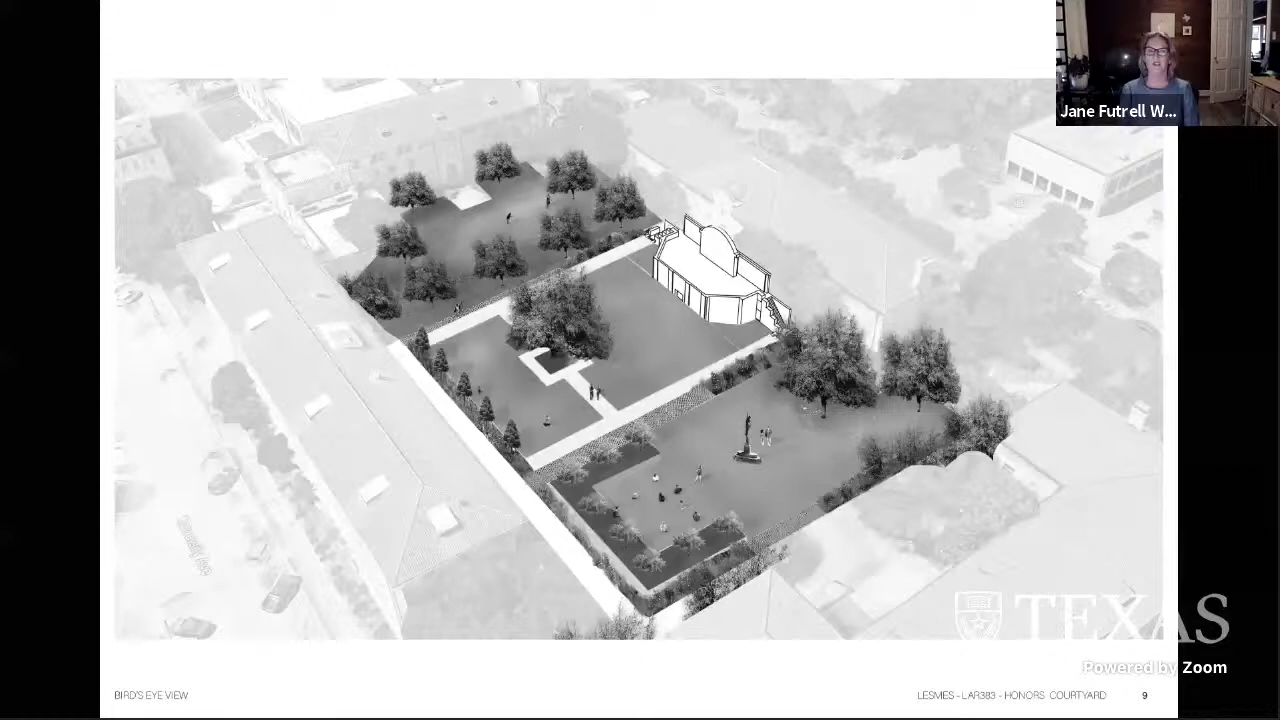 Jane Futrell W...
TEXAS
Powered by Zoom
BIRD'S EYE VIEW
LESMES - LAR383 - HONORS COURTYARD
9